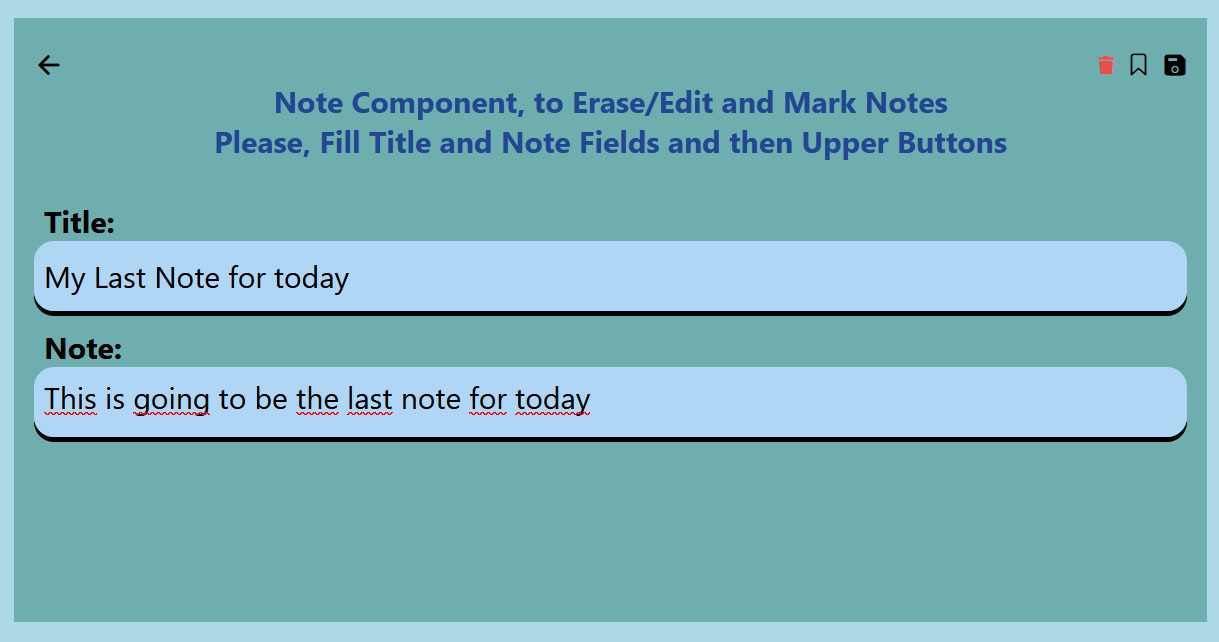 Note Component, to Erase/Edit and Mark Notes
Please, Fill Title and Note Fields and then Upper Buttons
Title:
My Last Note for today
Note:
This is going to be the last note for today